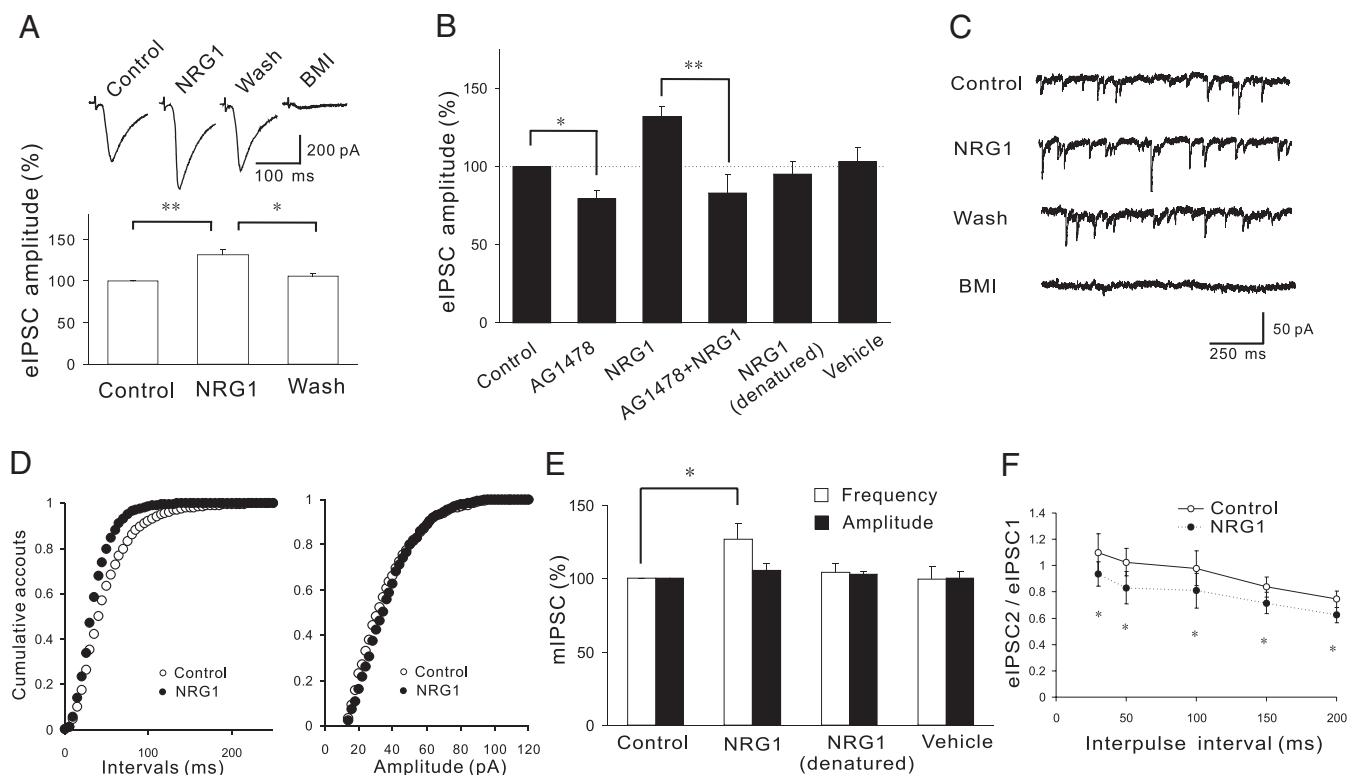 A
Control
NRG1
Wash
BMI
200 pA
100 ms
**
*
eIPSC amplitude (%)
150
100
50
0
Control
NRG1
Wash
B
**
*
eIPSC amplitude (%)
150
100
50
0
Control
AG1478
NRG1
AG1478+NRG1
NRG1
(denatured)
Vehicle
C
Control
NRG1
Wash
BMI
50 pA
250 ms
D
Cumulative accouts
1
0.8
0.6
0.4
0.2
0
Control
NRG1
0
100
200
Intervals (ms)
1
0.8
0.6
0.4
0.2
0
Control
NRG1
0
20
40
60
80
100
120
Amplitude (pA)
E
*
Frequency
Amplitude
mIPSC (%)
150
100
50
0
Control
NRG1
NRG1
(denatured)
Vehicle
F
Control
NRG1
eIPSC2 / eIPSC1
1.4
1.2
1
0.8
0.6
0.4
0.2
0
*
*
*
*
*
0
50
100
150
200
Interpulse interval (ms)